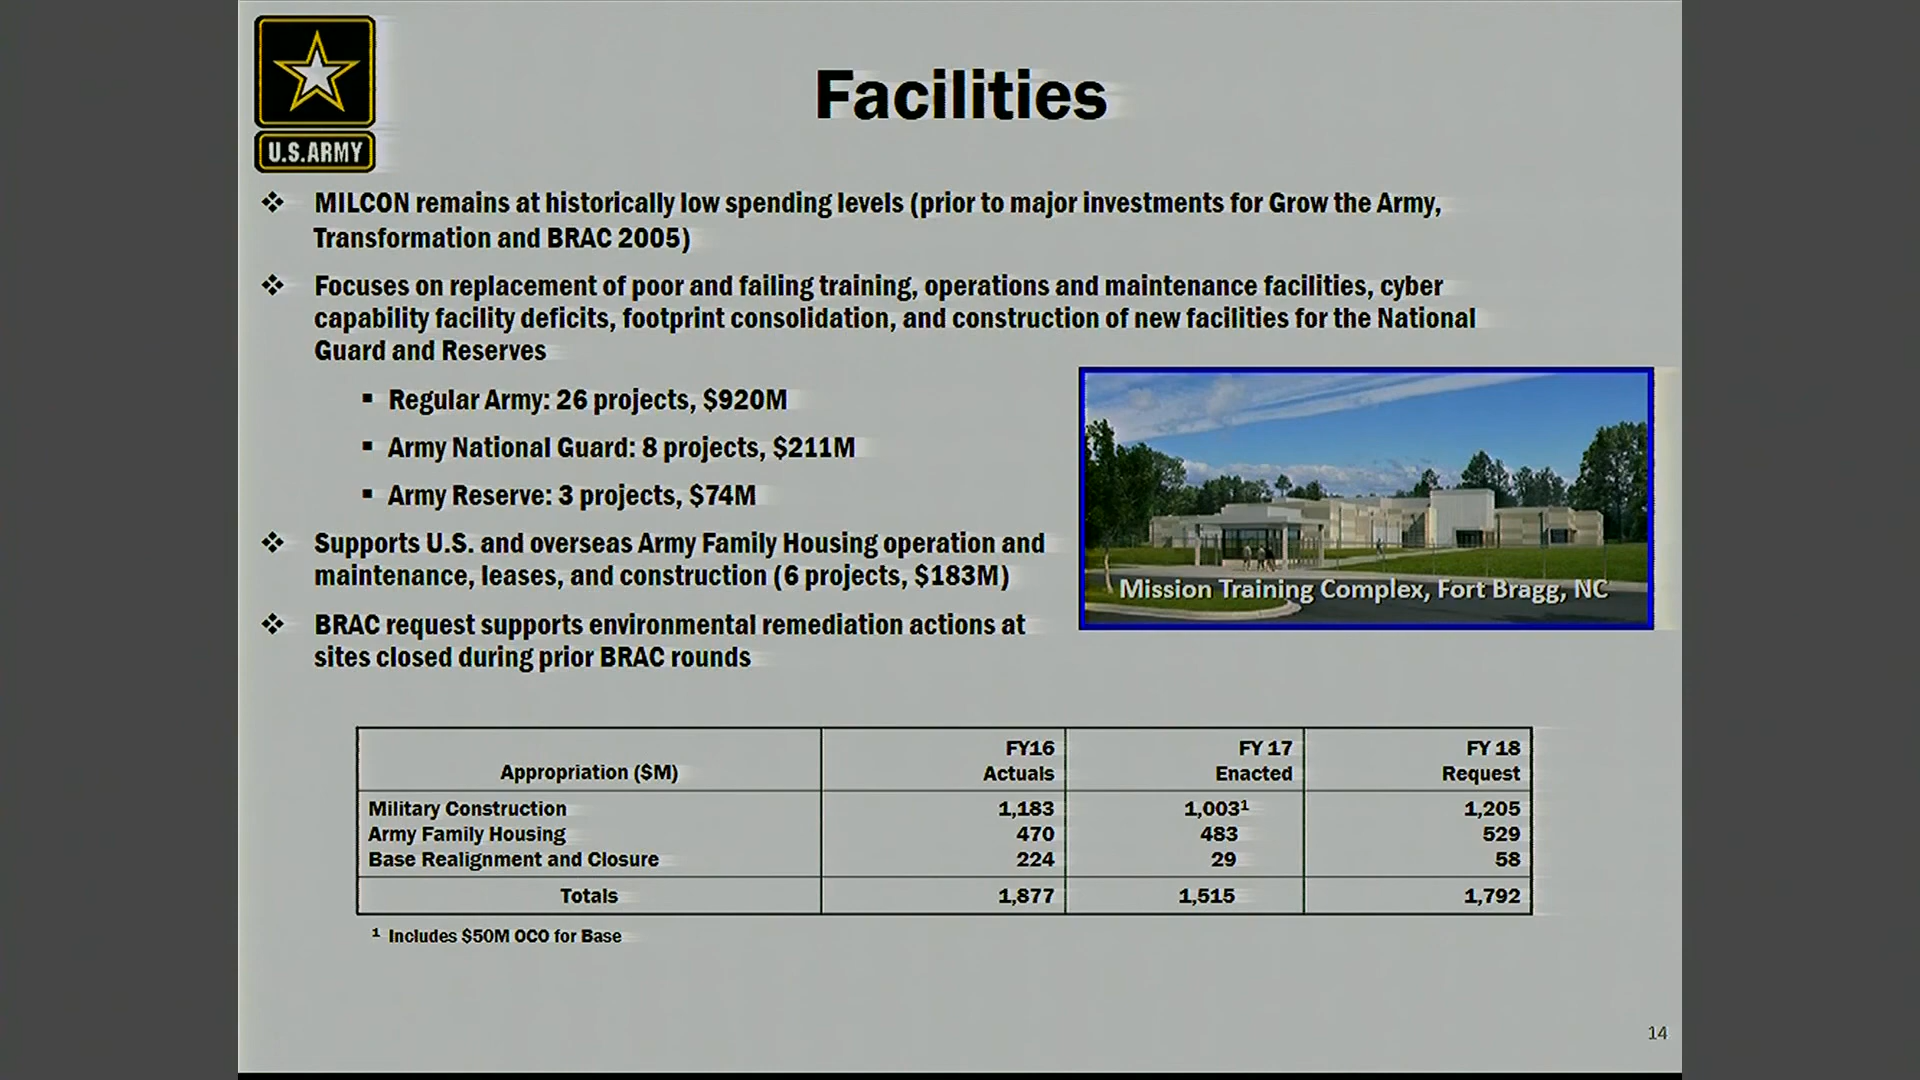 U.S.ARMY
Facilities
❖ MILCON remains at historically low spending levels (prior to major investments for Grow the Army,
Transformation and BRAC 2005)
❖ Focuses on replacement of poor and failing training, operations and maintenance facilities, cyber
capability facility deficits, footprint consolidation, and construction of new facilities for the National
Guard and Reserves
▪ Regular Army: 26 projects, $920M
▪ Army National Guard: 8 projects, $211M
▪ Army Reserve: 3 projects, $74M
❖ Supports U.S. and overseas Army Family Housing operation and
maintenance, leases, and construction (6 projects, $183M)
❖ BRAC request supports environmental remediation actions at
sites closed during prior BRAC rounds
Mission Training Complex, Fort Bragg, NC
FY16 FY 17 FY 18
Appropriation ($M) Actuals Enacted Request
Military Construction 1,183 1,003¹ 1,205
Army Family Housing 470 483 529
Base Realignment and Closure 224 29 58
Totals 1,877 1,515 1,792
¹ Includes $50M OCO for Base
14